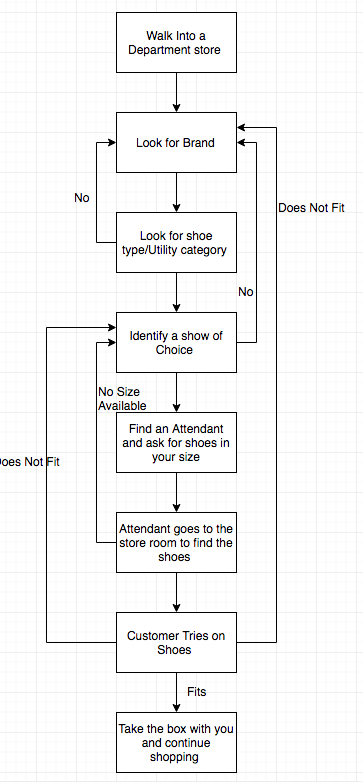 Walk Into a
Department store
Look for Brand
No
Does Not Fit
Look for shoe
type/Utility category
No
Identify a show of
Choice
No Size
Available
Find an Attendant
and ask for shoes in
your size
Does Not Fit
Attendant goes to the
store room to find the
shoes
Customer Tries on
Shoes
Fits
Take the box with you
and continue
shopping